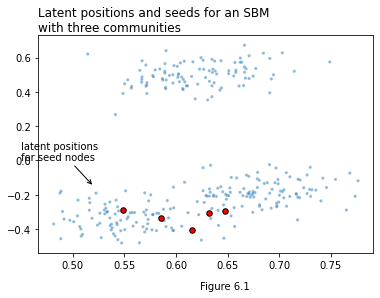 Latent positions and seeds for an SBM
with three communities
0.6
0.4
0.2
0.0
−0.2
−0.4
latent positions
for seed nodes
0.50 0.55 0.60 0.65 0.70 0.75
Figure 6.1